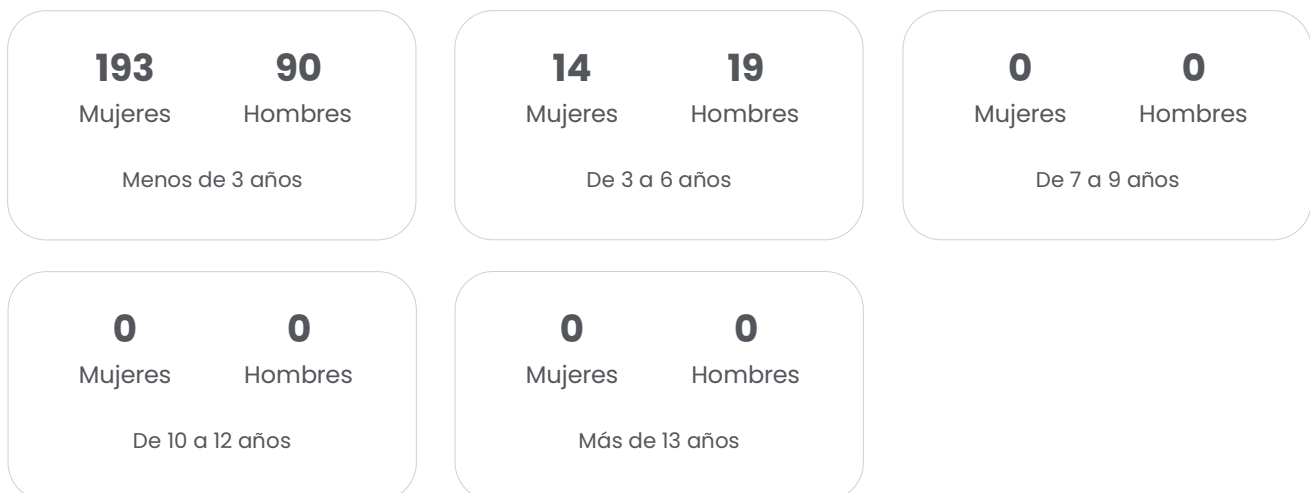 193 90
Mujeres Hombres
Menos de 3 años
14 19
Mujeres Hombres
De 3 a 6 años
0 0
Mujeres Hombres
De 7 a 9 años
0 0
Mujeres Hombres
De 10 a 12 años
0 0
Mujeres Hombres
Más de 13 años